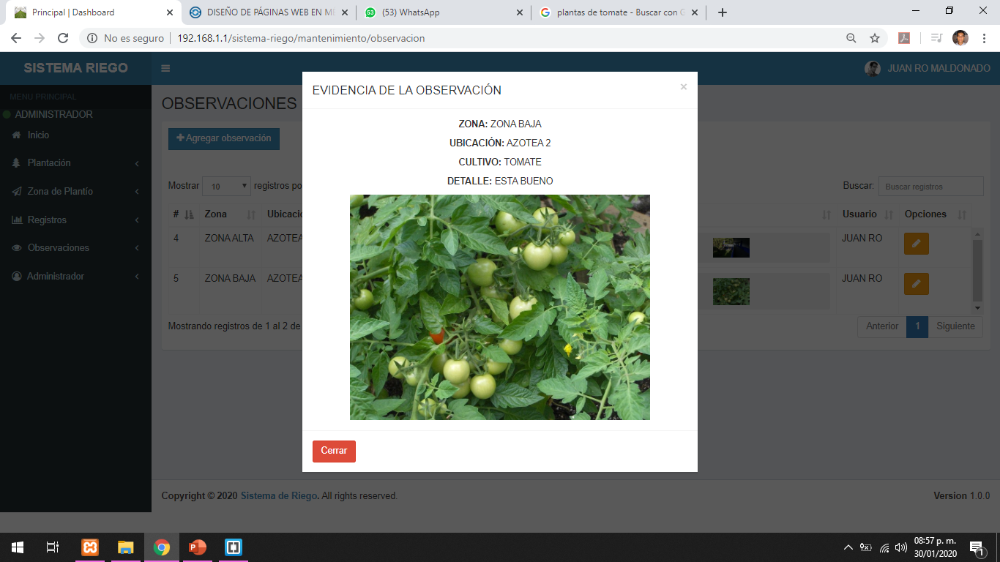 Principal | Dashboard
DISEÑO DE PÁGINAS WEB EN MÉ
(53) WhatsApp
plantas de tomate - Buscar con G
No es seguro
192.168.1.1/sistema-riego/mantenimiento/observacion
SISTEMA RIEGO
JUAN RO MALDONADO
MENU PRINCIPAL
ADMINISTRADOR
Inicio
Plantación
Zona de Plantío
Registros
Observaciones
Administrador
OBSERVACIONES
Agregar observación
Mostrar 10 registros po
Buscar: Buscar registros
# Zona Ubicació Usuario Opciones
4 ZONA ALTA AZOTEA JUAN RO
5 ZONA BAJA AZOTEA JUAN RO
Mostrando registros de 1 al 2 de
Anterior 1 Siguiente
EVIDENCIA DE LA OBSERVACIÓN
×
ZONA: ZONA BAJA
UBICACIÓN: AZOTEA 2
CULTIVO: TOMATE
DETALLE: ESTA BUENO
Cerrar
Copyright © 2020 Sistema de Riego. All rights reserved.
Version 1.0.0
08:57 p. m.
30/01/2020
1